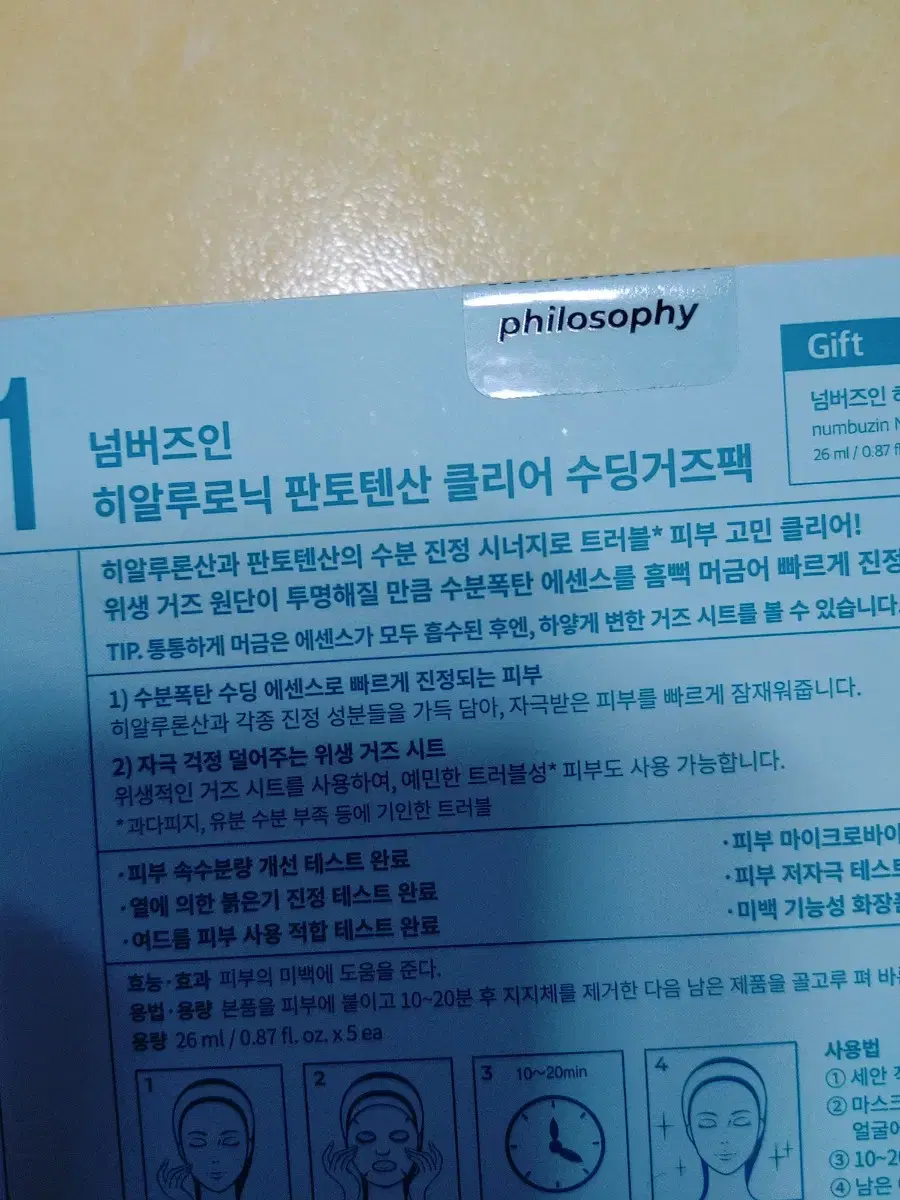 philosophy
Gift
넘버즈인
numbuzin
26 ml / 0.87
1
넘버즈인
히알루로닉 판토텐산 클리어 수딩거즈팩
히알루론산과 판토텐산의 수분 진정 시너지로 트러블* 피부 고민 클리어!
위생 거즈 원단이 투명해질 만큼 수분폭탄 에센스를 흠뻑 머금어 빠르게 진정
TIP. 통통하게 머금은 에센스가 모두 흡수된 후엔, 하얗게 변한 거즈 시트를 볼 수 있습니다.
1) 수분폭탄 수딩 에센스로 빠르게 진정되는 피부
히알루론산과 각종 진정 성분들을 가득 담아, 자극받은 피부를 빠르게 잠재워줍니다.
2) 자극 걱정 덜어주는 위생 거즈 시트
위생적인 거즈 시트를 사용하여, 예민한 트러블성* 피부도 사용 가능합니다.
*과다피지, 유분 수분 부족 등에 기인한 트러블
·피부 속수분량 개선 테스트 완료
·열에 의한 붉은기 진정 테스트 완료
·여드름 피부 사용 적합 테스트 완료
·피부 마이크로바이
·피부 저자극 테스트
·미백 기능성 화장품
효능·효과 피부의 미백에 도움을 준다.
용법·용량 본품을 피부에 붙이고 10~20분 후 지지체를 제거한 다음 남은 제품을 골고루 펴 바
용량 26 ml / 0.87 fl. oz. x 5 ea
1
2
3 10~20min
4
사용법
① 세안
② 마스크
얼굴에
③ 10~20
④ 남은